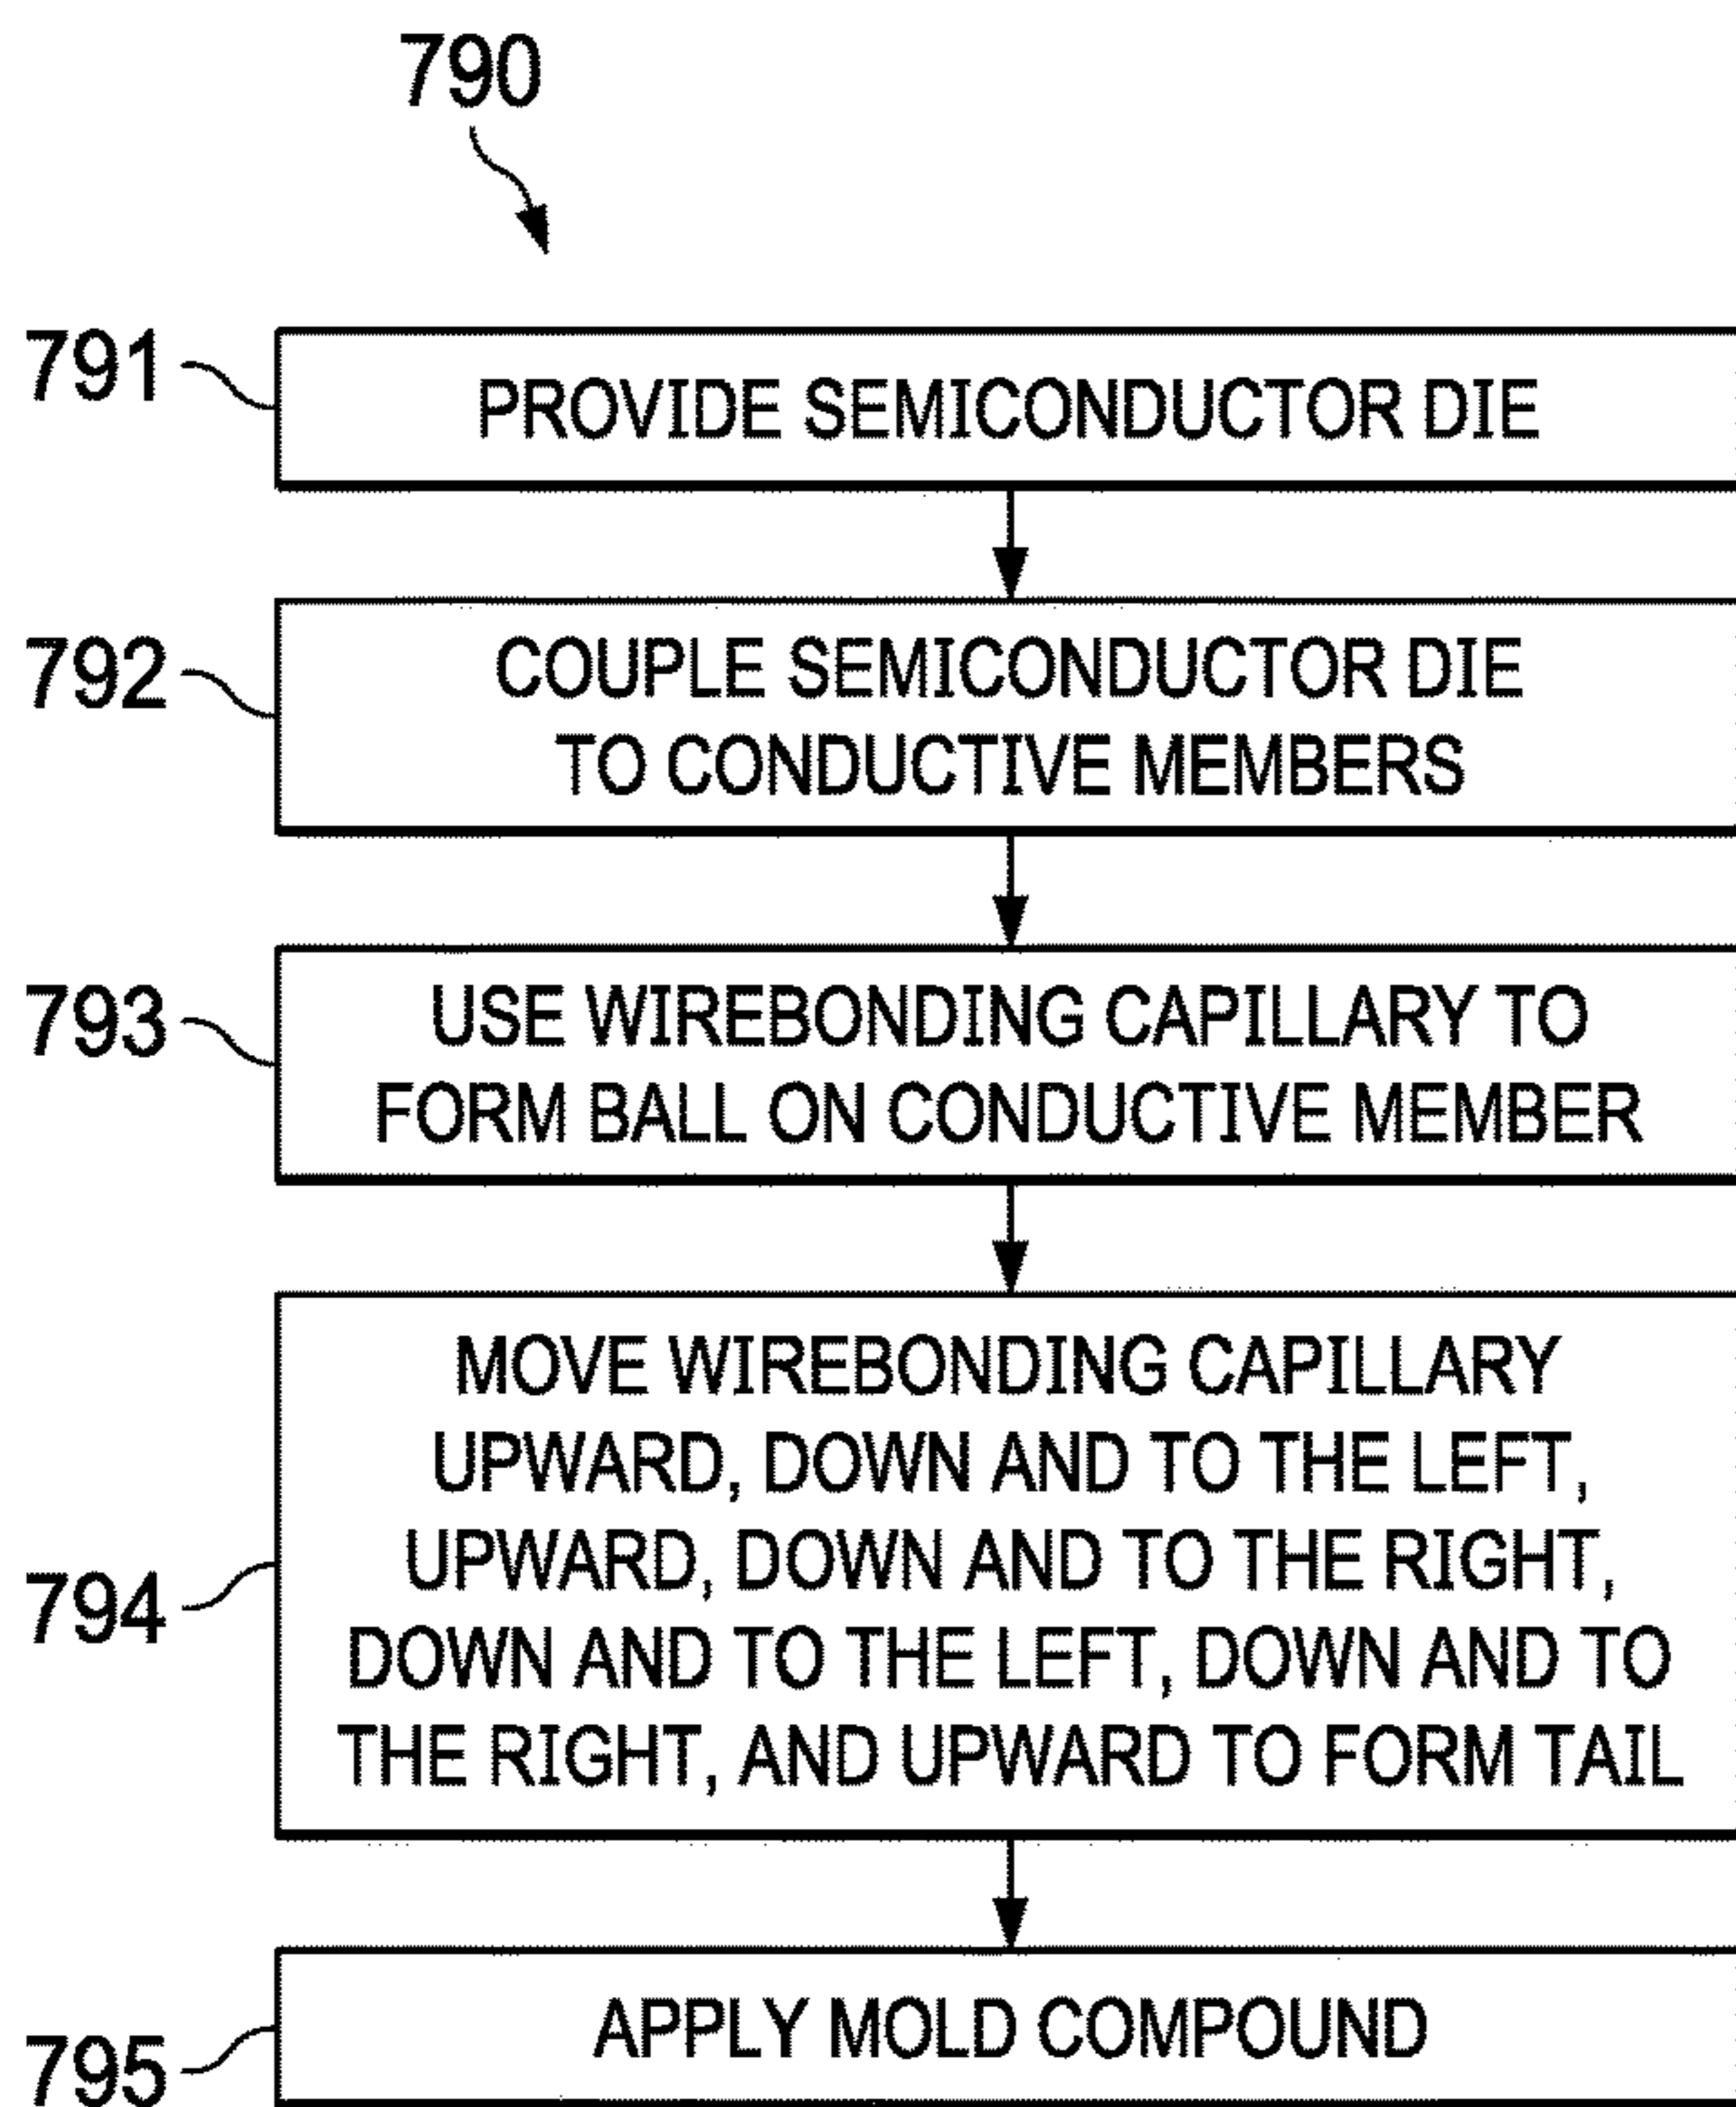 790
791
PROVIDE SEMICONDUCTOR DIE
792
COUPLE SEMICONDUCTOR DIE
TO CONDUCTIVE MEMBERS
793
USE WIREBONDING CAPILLARY TO
FORM BALL ON CONDUCTIVE MEMBER
794
MOVE WIREBONDING CAPILLARY
UPWARD, DOWN AND TO THE LEFT,
UPWARD, DOWN AND TO THE RIGHT,
DOWN AND TO THE LEFT, DOWN AND TO
THE RIGHT, AND UPWARD TO FORM TAIL
795
APPLY MOLD COMPOUND